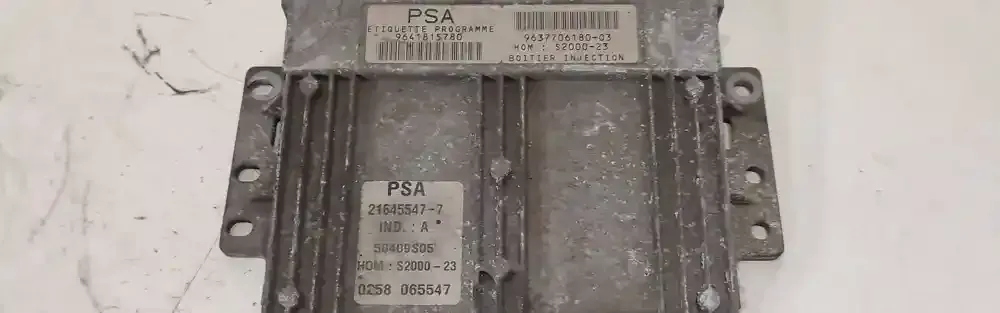 PSA
ETIQUETTE PROGRAMME
9641815780
9637706180-03
HOM : S2000-23
BOITIER INJECTION
PSA
21645547-7
IND. : A
50409S05
HOM : S2000-23
0258 065547